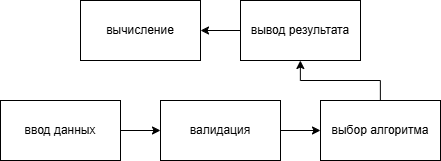 вычисление
вывод результата
ввод данных
валидация
выбор алгоритма